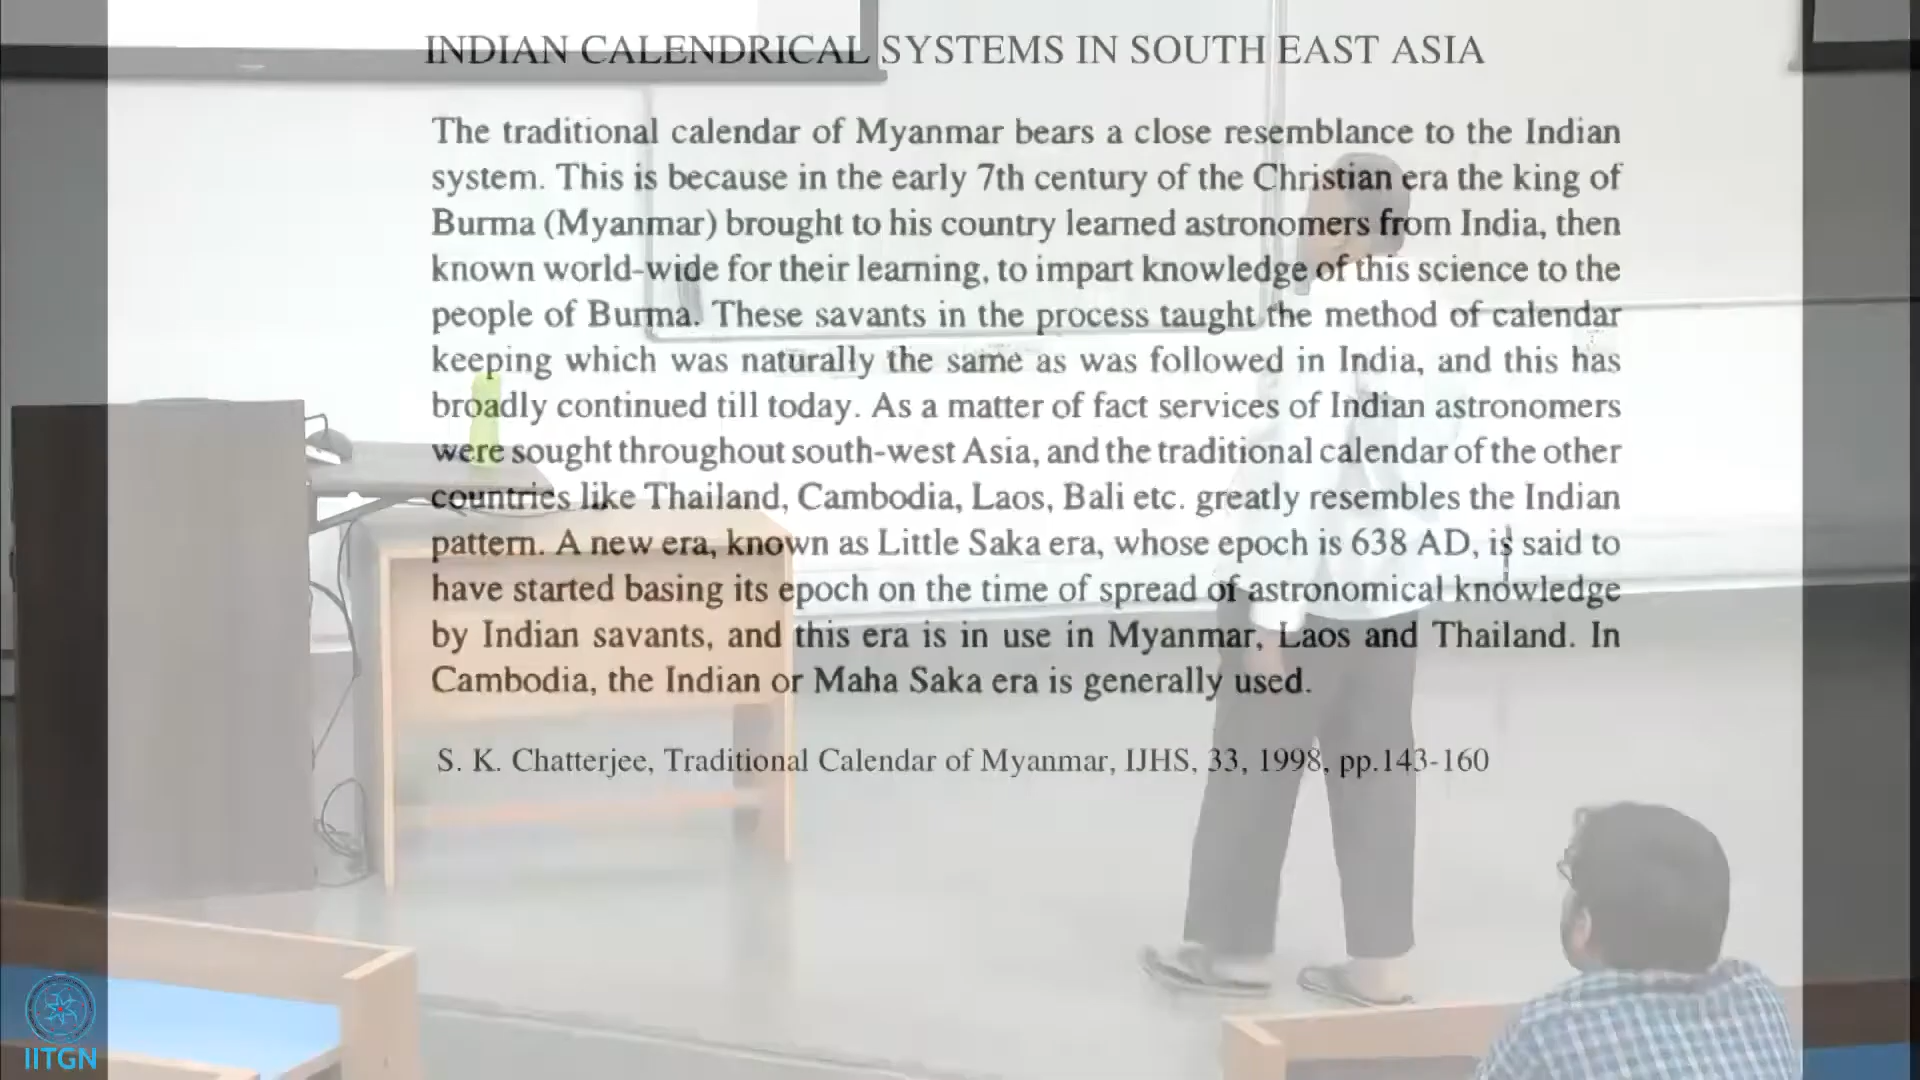 INDIAN CALENDRICAL SYSTEMS IN SOUTH EAST ASIA
The traditional calendar of Myanmar bears a close resemblance to the Indian
system. This is because in the early 7th century of the Christian era the king of
Burma (Myanmar) brought to his country learned astronomers from India, then
known world-wide for their learning, to impart knowledge of this science to the
people of Burma. These savants in the process taught the method of calendar
keeping which was naturally the same as was followed in India, and this has
broadly continued till today. As a matter of fact services of Indian astronomers
were sought throughout south-west Asia, and the traditional calendar of the other
countries like Thailand, Cambodia, Laos, Bali etc. greatly resembles the Indian
pattern. A new era, known as Little Saka era, whose epoch is 638 AD, is said to
have started basing its epoch on the time of spread of astronomical knowledge
by Indian savants, and this era is in use in Myanmar, Laos and Thailand. In
Cambodia, the Indian or Maha Saka era is generally used.
S. K. Chatterjee, Traditional Calendar of Myanmar, IJHS, 33, 1998, pp.143-160
IITGN